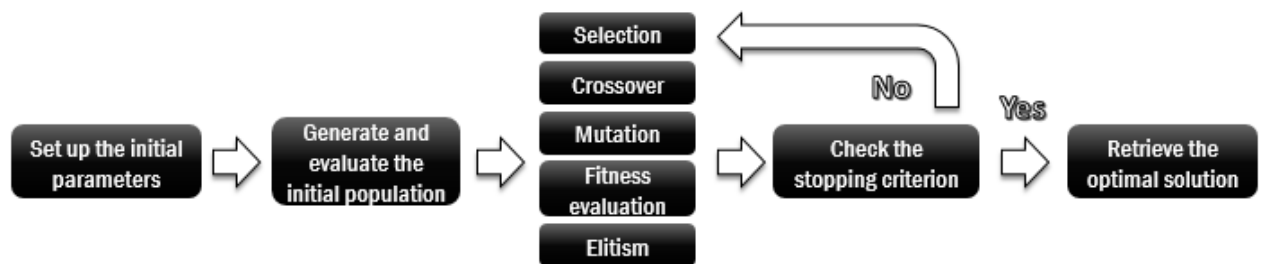 Set up the initial
parameters
Generate and
evaluate the
initial population
Selection
Crossover
Mutation
Fitness
evaluation
Elitism
Check the
stopping criterion
No
Yes
Retrieve the
optimal solution